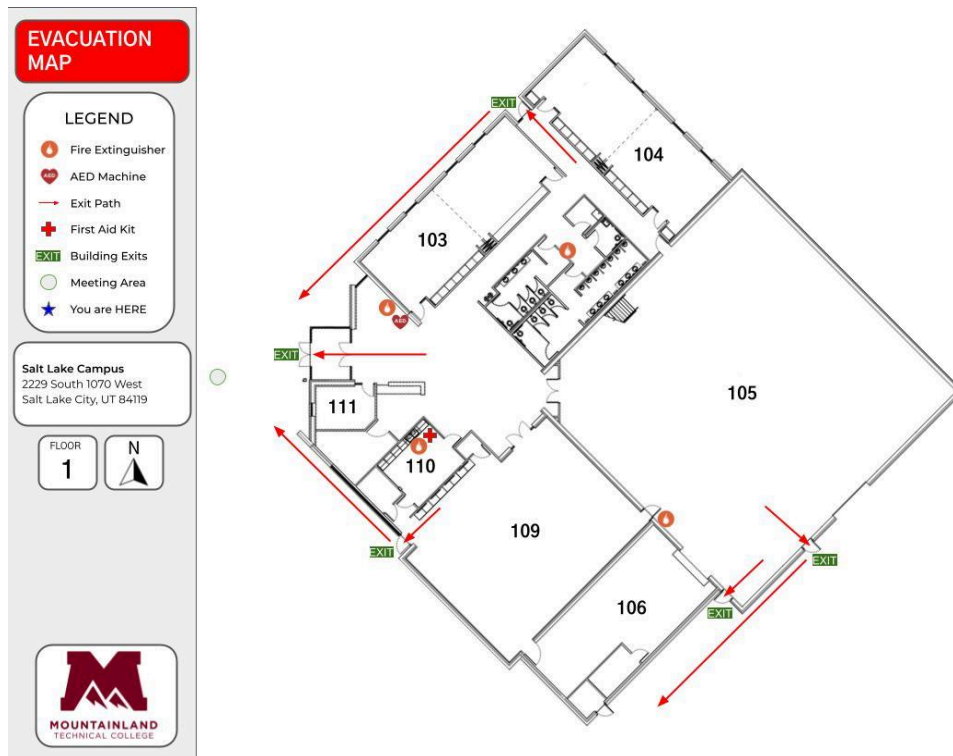 EVACUATION
MAP
LEGEND
Fire Extinguisher
AED
AED Machine
Exit Path
First Aid Kit
EXIT
Building Exits
Meeting Area
You are HERE
Salt Lake Campus
2229 South 1070 West
Salt Lake City, UT 84119
FLOOR
1
N
M
MOUNTAINLAND
TECHNICAL COLLEGE
EXIT
104
103
AED
EXIT
105
111
110
109
EXIT
EXIT
106
EXIT